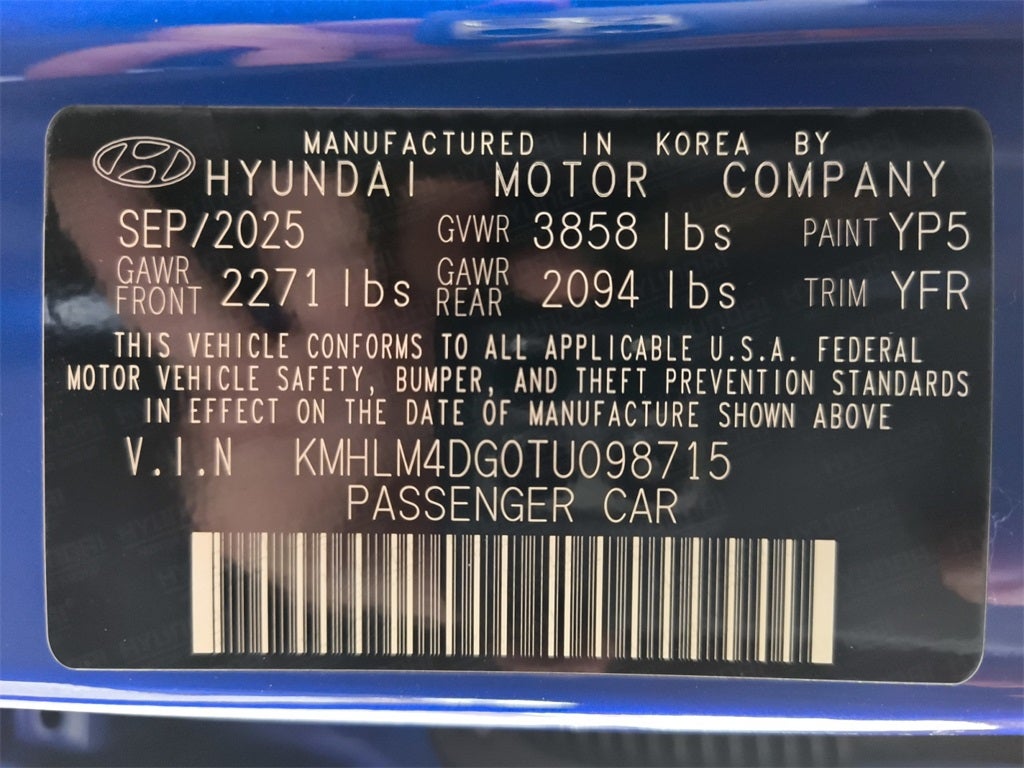 MANUFACTURED IN KOREA BY
HYUNDAI MOTOR COMPANY
SEP/2025 GVWR 3858 lbs PAINT YP5
GAWR FRONT 2271 lbs GAWR REAR 2094 lbs TRIM YFR
THIS VEHICLE CONFORMS TO ALL APPLICABLE U.S.A. FEDERAL
MOTOR VEHICLE SAFETY, BUMPER, AND THEFT PREVENTION STANDARDS
IN EFFECT ON THE DATE OF MANUFACTURE SHOWN ABOVE
V.I.N KMHLM4DG0TU098715
PASSENGER CAR